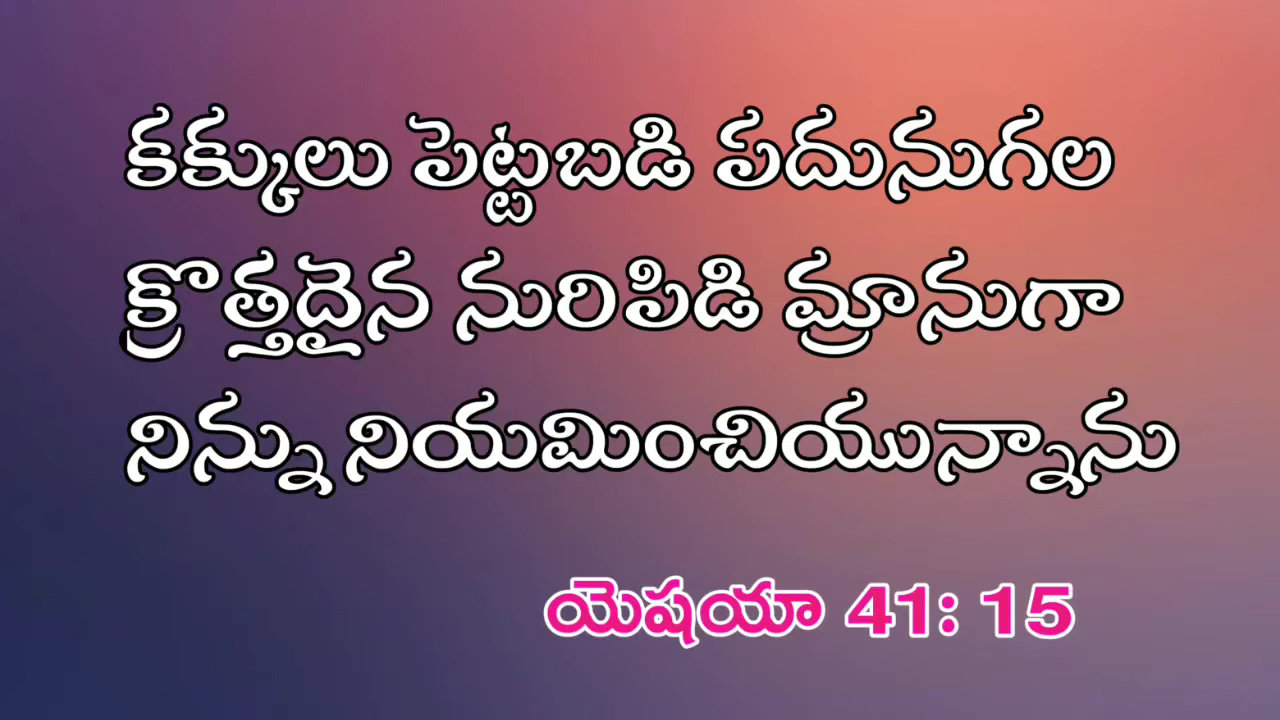 కక్కులు పెట్టబడి పదునుగల
క్రొత్తదైన నురిపిడి మ్రానుగా
నిన్ను నియమించియున్నాను
యెషయా 41: 15